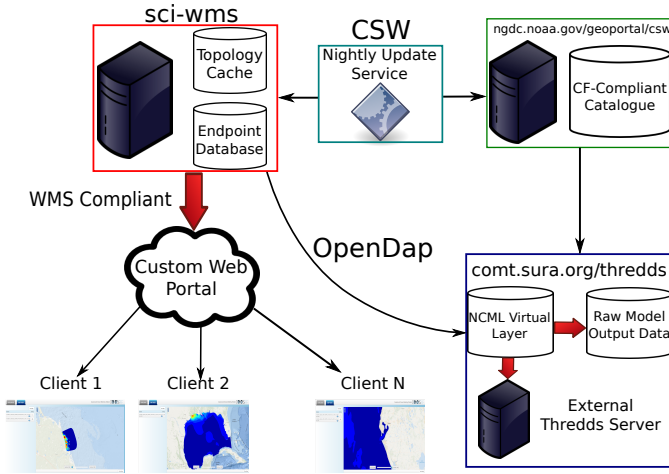 sci-wms
Topology
Cache
Endpoint
Database
CSW
Nightly Update
Service
ngdc.noaa.gov/geoportal/csw
CF-Compliant
Catalogue
WMS Compliant
Custom Web
Portal
OpenDap
comt.sura.org/thredds
NCML Virtual
Layer
Raw Model
Output Data
External
Thredds Server
Client 1
Client 2
Client N